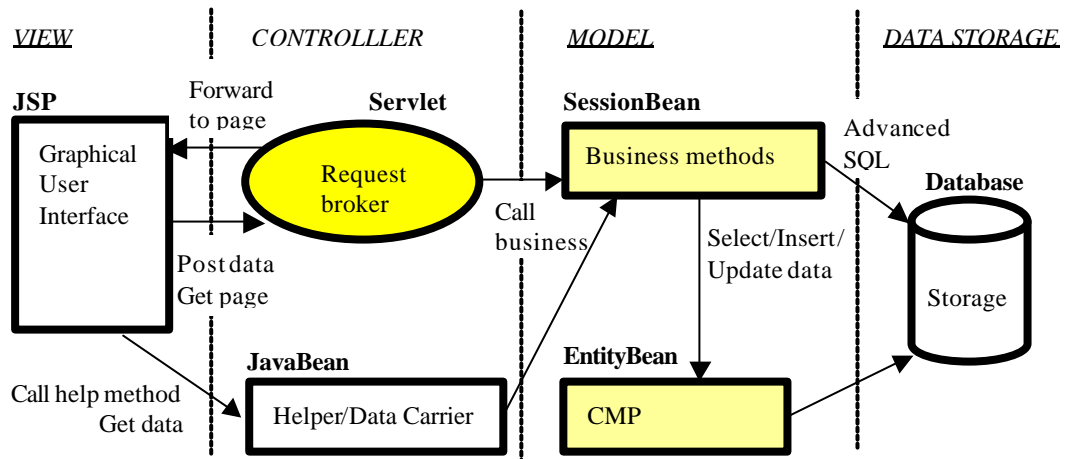 VIEW
CONTROLLLER
MODEL
DATA STORAGE
JSP
Forward
to page
Servlet
SessionBean
Advanced
SQL
Graphical
User
Interface
Request
broker
Business methods
Database
Call
business
Select/Insert/
Update data
Post data
Get page
Storage
JavaBean
EntityBean
Call help method
Get data
Helper/Data Carrier
CMP